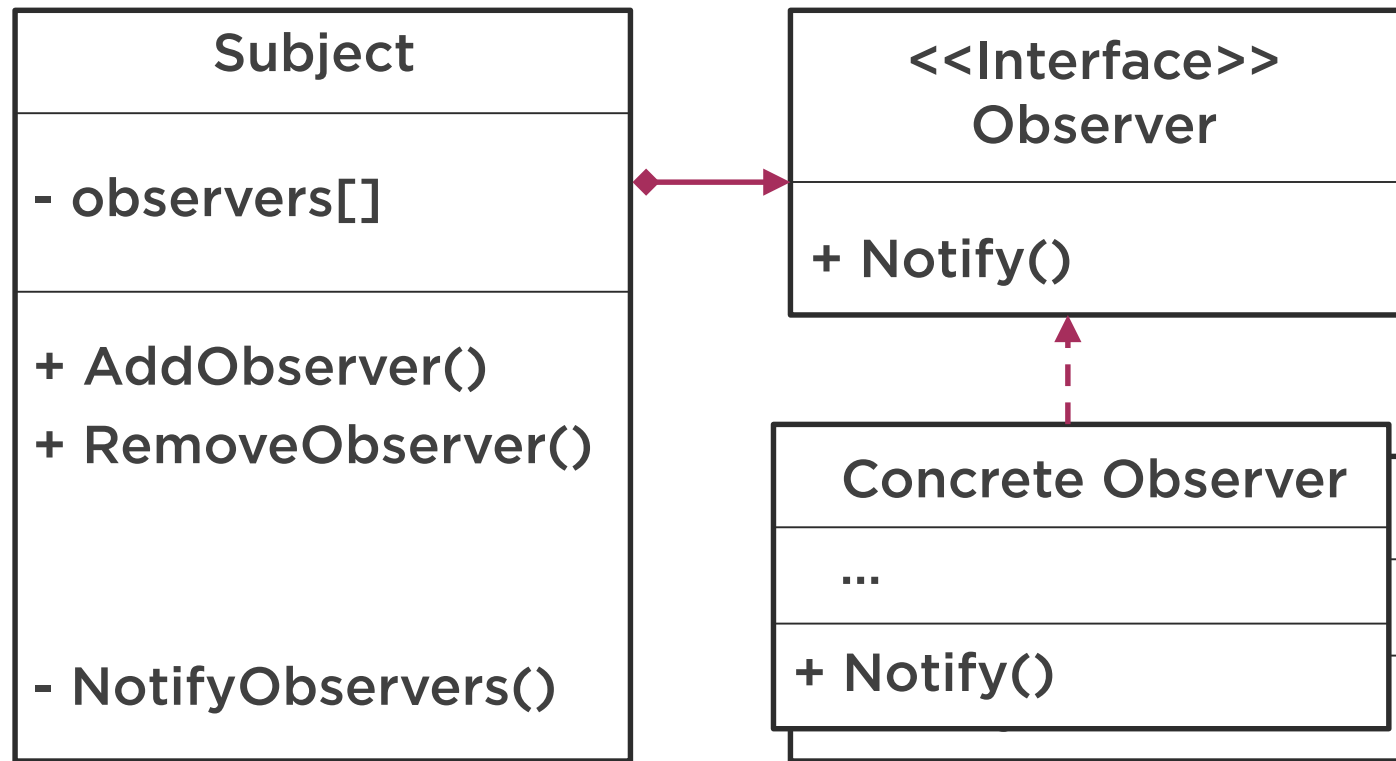 Subject
- observers[]
+ AddObserver()
+ RemoveObserver()
- NotifyObservers()
<<Interface>>
Observer
+ Notify()
Concrete Observer
...
+ Notify()